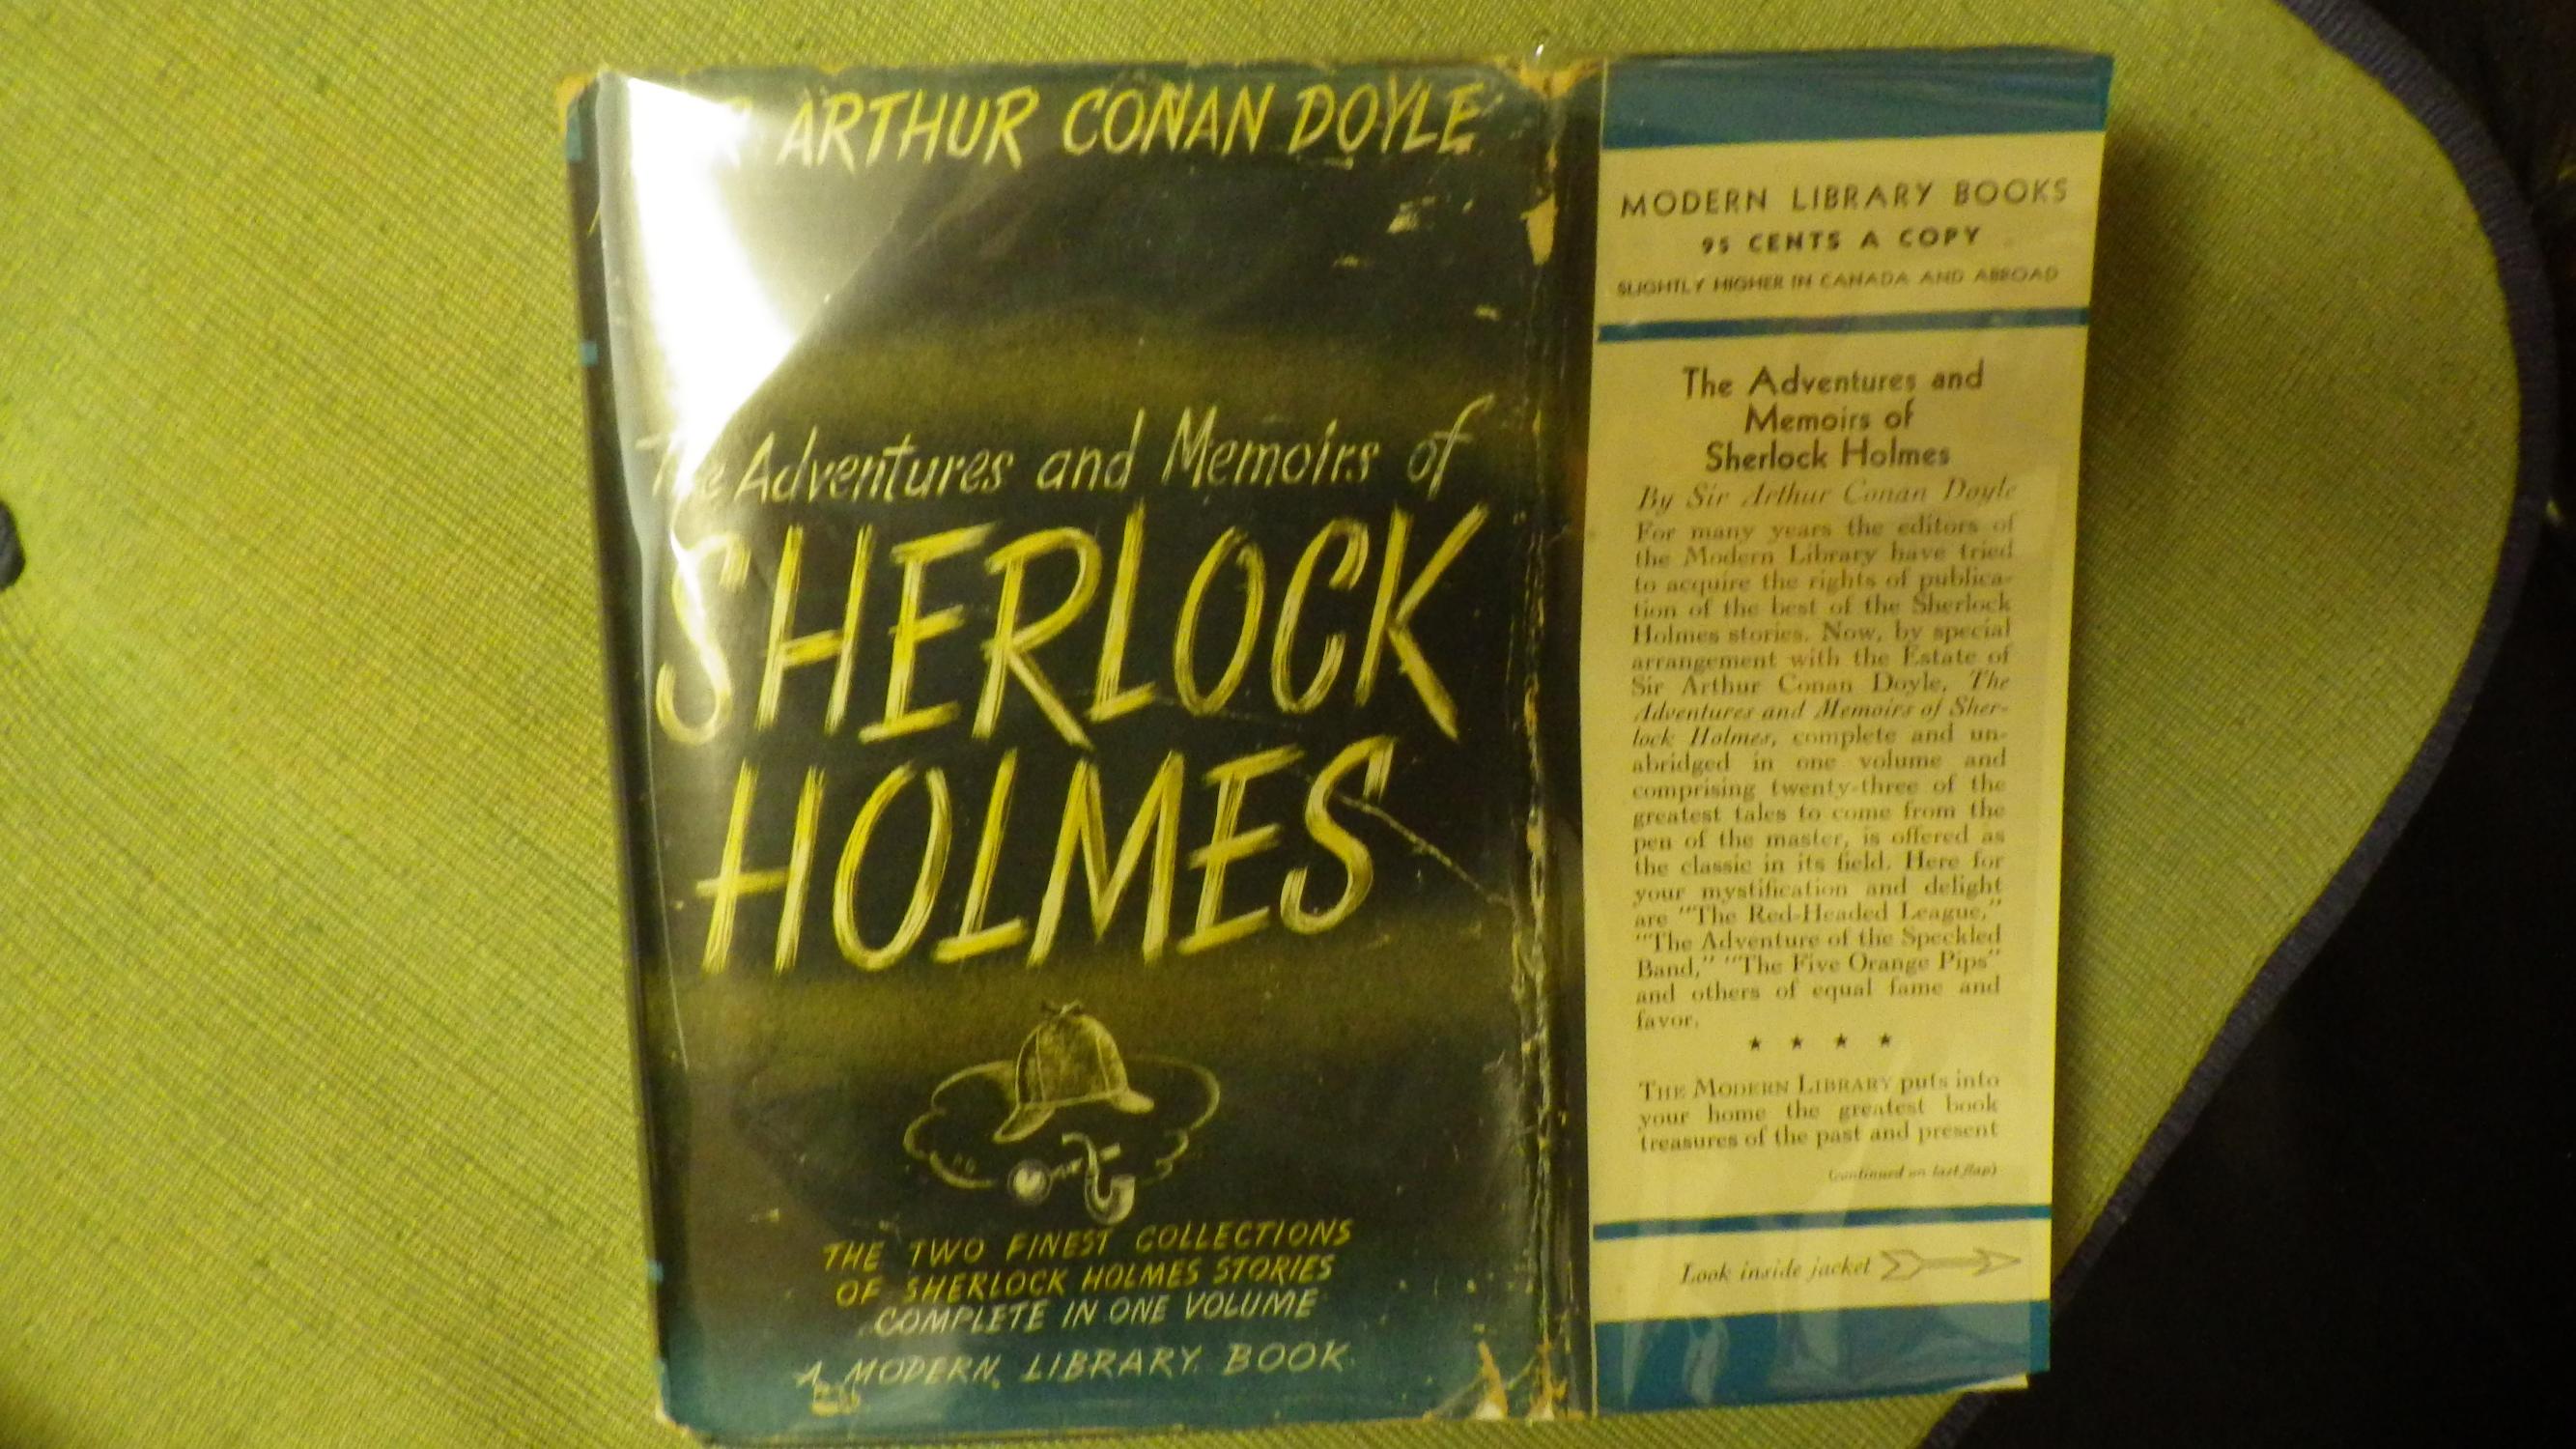 ARTHUR CONAN DOYLE
The Adventures and Memoirs of
SHERLOCK
HOLMES
THE TWO FINEST COLLECTIONS
OF SHERLOCK HOLMES STORIES
COMPLETE IN ONE VOLUME
A MODERN LIBRARY BOOK
MODERN LIBRARY BOOKS
95 CENTS A COPY
SLIGHTLY HIGHER IN CANADA AND ABROAD
The Adventures and
Memoirs of
Sherlock Holmes
By Sir Arthur Conan Doyle
For many years the editors of
the Modern Library have tried
to acquire the rights of publica-
tion of the best of the Sherlock
Holmes stories. Now, by special
arrangement with the Estate of
Sir Arthur Conan Doyle, The
Adventures and Memoirs of Sher-
lock Holmes, complete and un-
abridged in one volume and
comprising twenty-three of the
greatest tales to come from the
pen of the master, is offered as
the classic in its field. Here for
your mystification and delight
are "The Red-Headed League,"
"The Adventure of the Speckled
Band," "The Five Orange Pips"
and others of equal fame and
favor.
★ ★ ★ ★
THE MODERN LIBRARY puts into
your home the greatest book
treasures of the past and present
(continued on last flap)
Look inside jacket